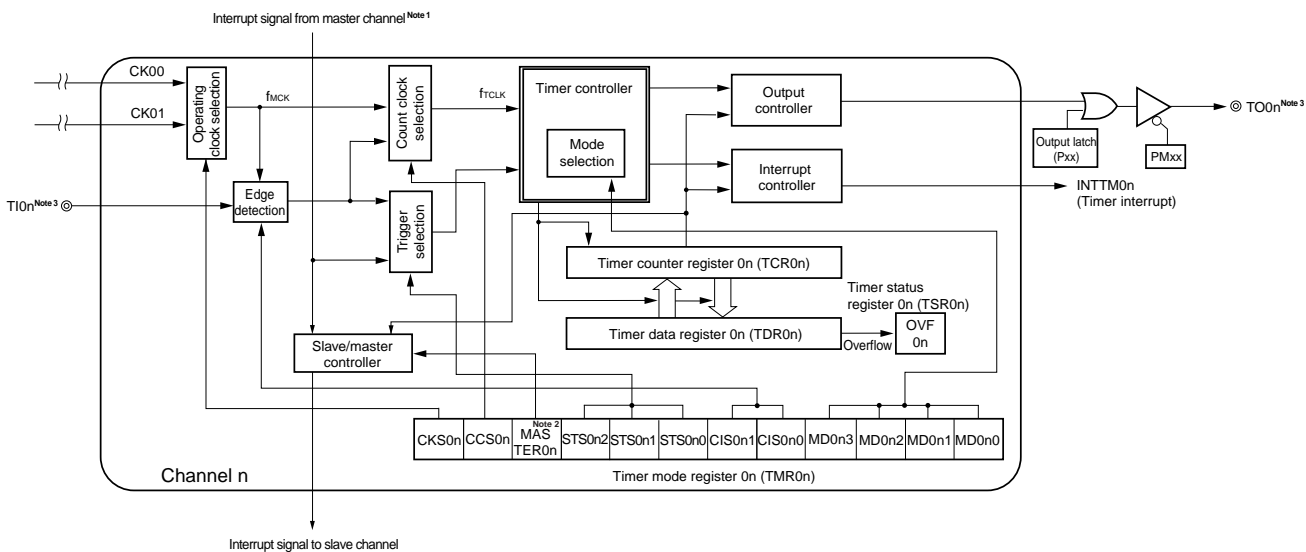 Interrupt signal from master channel Note 1
CK00
CK01
Operating
clock selection
fMCK
Count clock
selection
fTCLK
Timer controller
Mode
selection
Output
controller
Interrupt
controller
TO0n Note 3
Output latch
(Pxx)
PMxx
INTTM0n
(Timer interrupt)
TI0n Note 3
Edge
detection
Trigger
selection
Timer counter register 0n (TCR0n)
Timer status
register 0n (TSR0n)
Timer data register 0n (TDR0n)
Overflow
OVF
0n
Slave/master
controller
CKS0n
CCS0n
Note 2
MAS
TER0n
STS0n2
STS0n1
STS0n0
CIS0n1
CIS0n0
MD0n3
MD0n2
MD0n1
MD0n0
Channel n
Timer mode register 0n (TMR0n)
Interrupt signal to slave channel